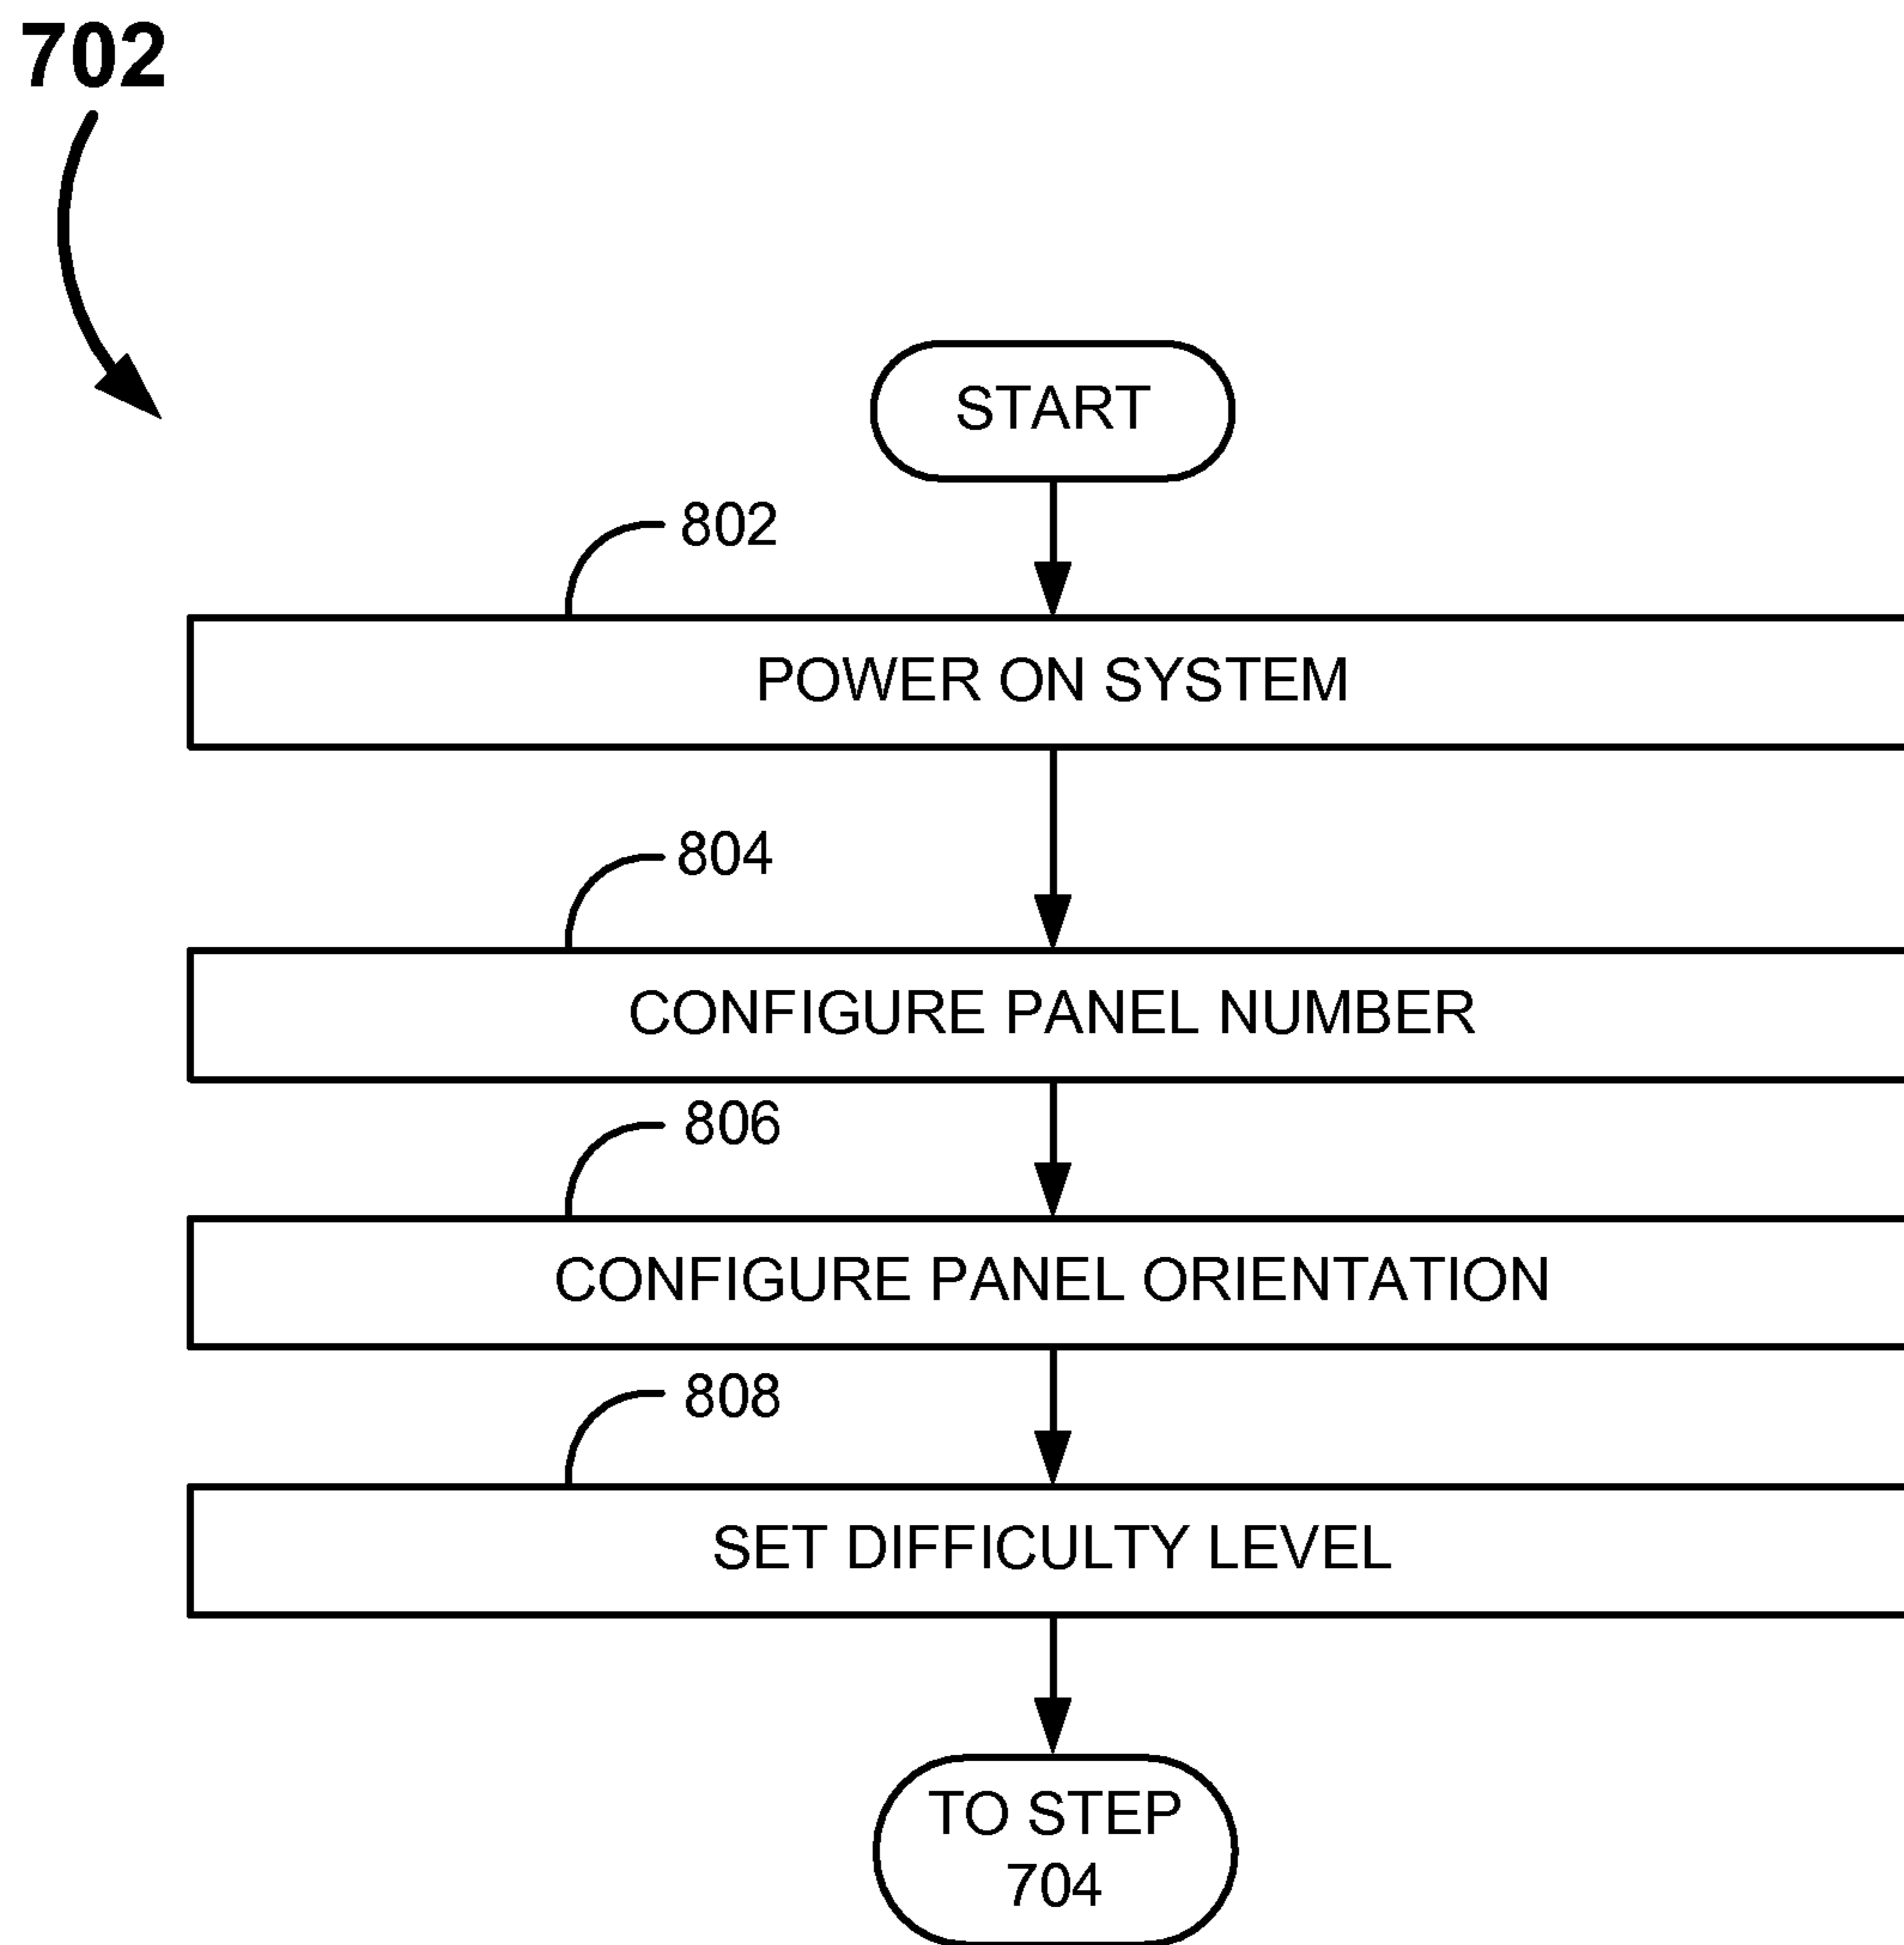 702
START
802
POWER ON SYSTEM
804
CONFIGURE PANEL NUMBER
806
CONFIGURE PANEL ORIENTATION
808
SET DIFFICULTY LEVEL
TO STEP
704